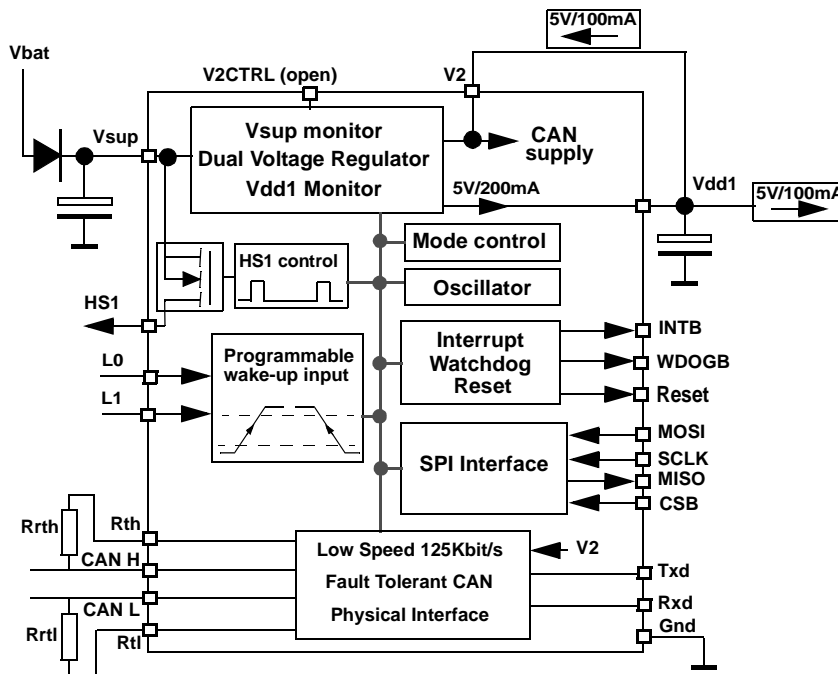 5V/100mA
Vbat
V2CTRL (open)
V2
Vsup
Vsup monitor
Dual Voltage Regulator
Vdd1 Monitor
CAN
supply
5V/200mA
Vdd1
5V/100mA
Mode control
HS1 control
Oscillator
HS1
Programmable
wake-up input
L0
L1
Interrupt
Watchdog
Reset
INTB
WDOGB
Reset
SPI Interface
MOSI
SCLK
MISO
CSB
Rrth
Rth
CAN H
CAN L
Rrtl
Rtl
Low Speed 125Kbit/s
Fault Tolerant CAN
Physical Interface
V2
Txd
Rxd
Gnd